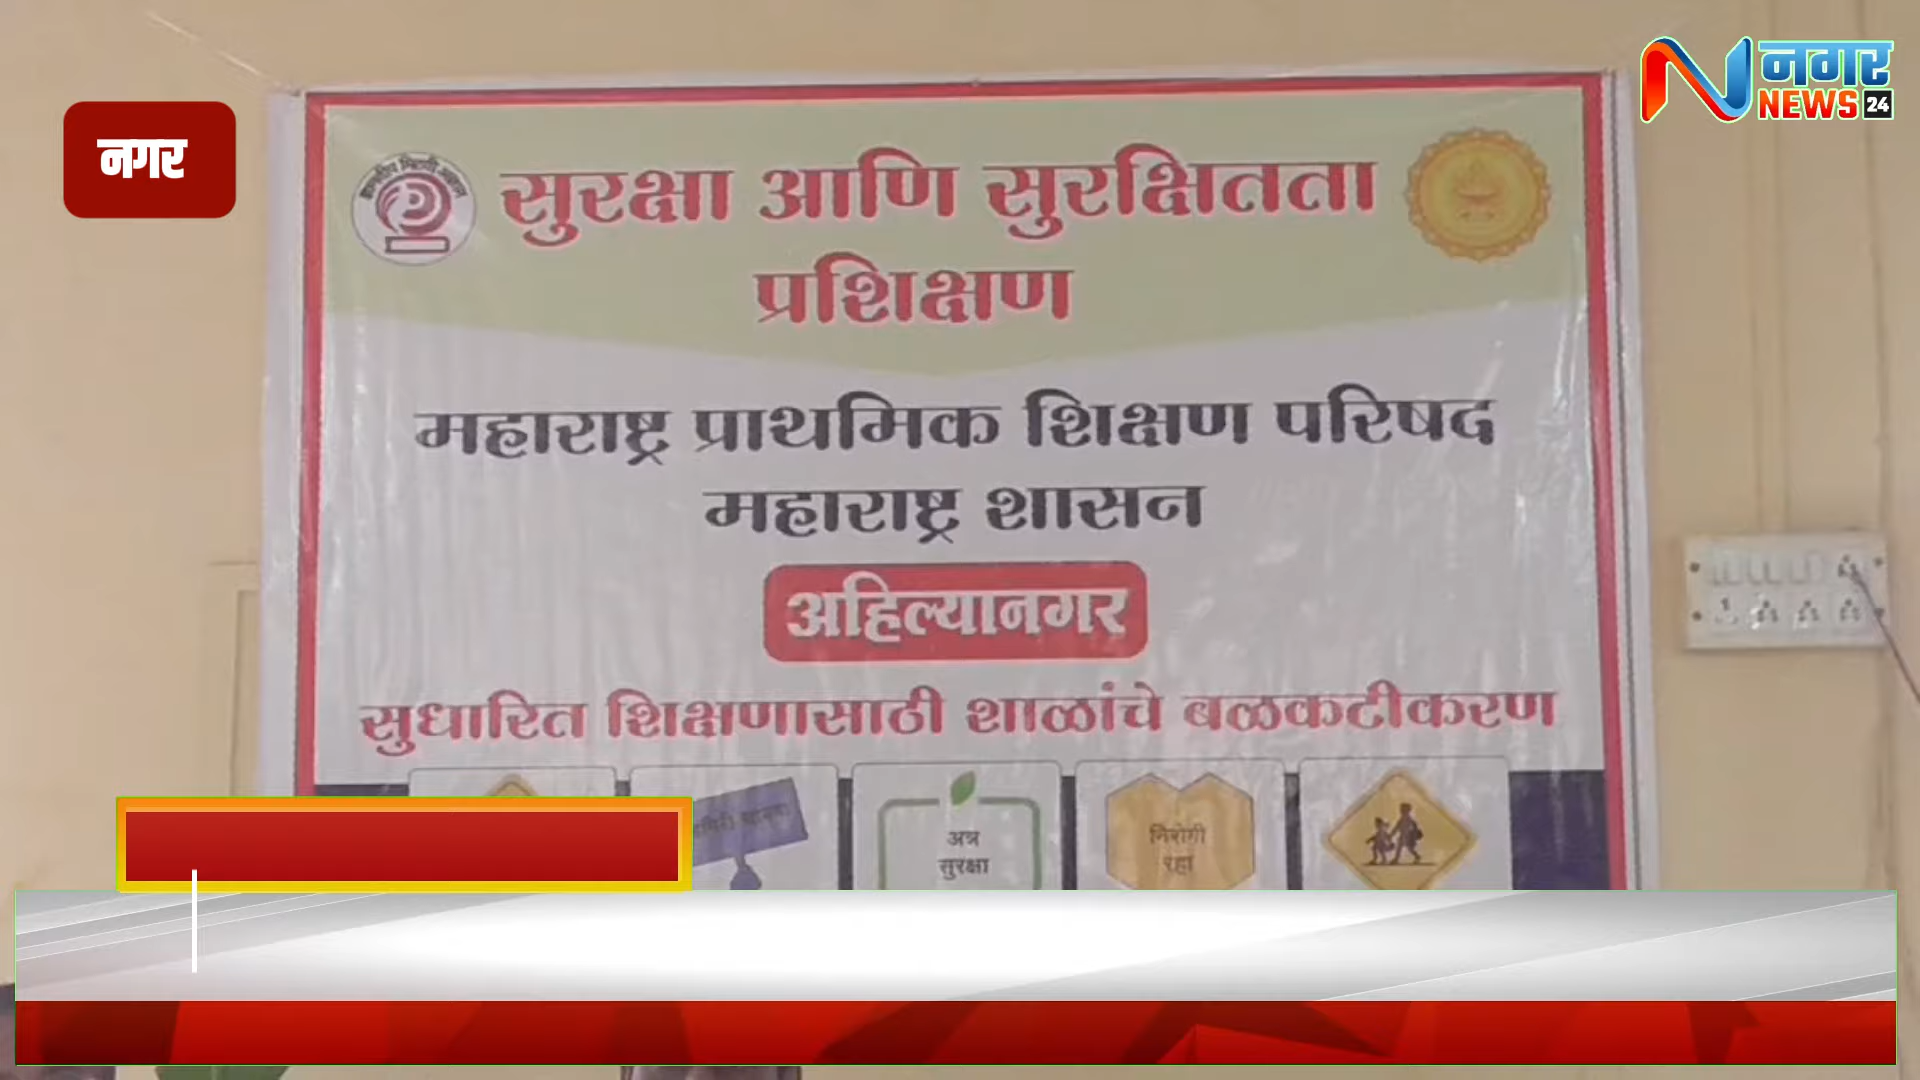 नगर
नगर
NEWS 24
सुरक्षा आणि सुरक्षितता
प्रशिक्षण
महाराष्ट्र प्राथमिक शिक्षण परिषद
महाराष्ट्र शासन
अहिल्यानगर
सुधारित शिक्षणासाठी शाळांचे बळकटीकरण
अन्न
सुरक्षा
निरोगी
रहा